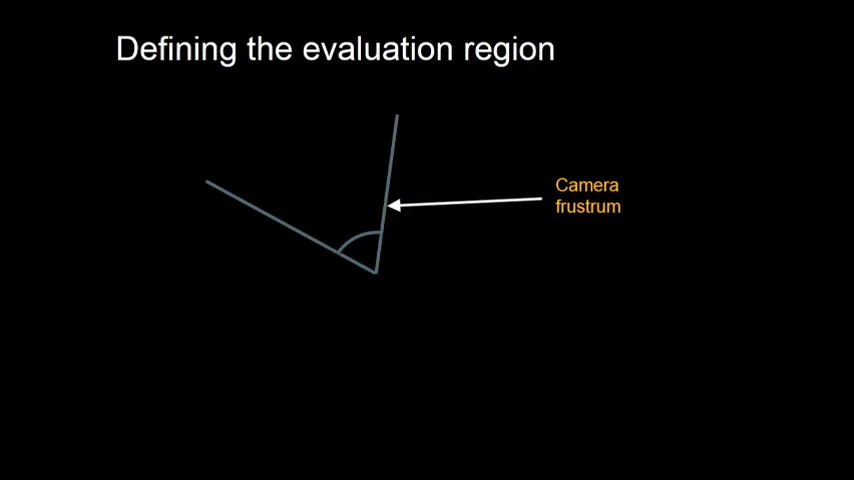 Defining the evaluation region
Camera
frustrum